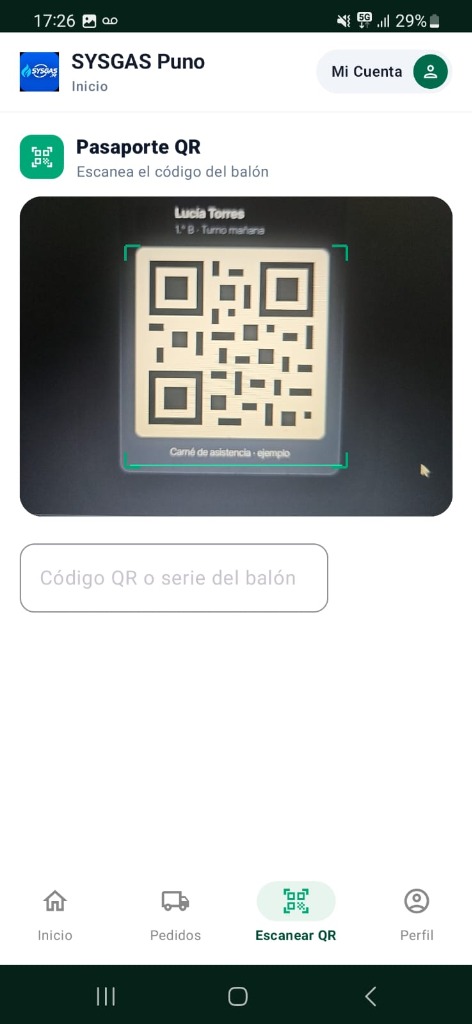 17:26
5G
29%
SYSGAS
SYSGAS Puno
Inicio
Mi Cuenta
Pasaporte QR
Escanea el código del balón
Lucía Torres
1.° B - Turno mañana
Carné de asistencia - ejemplo
Código QR o serie del balón
Inicio
Pedidos
Escanear QR
Perfil